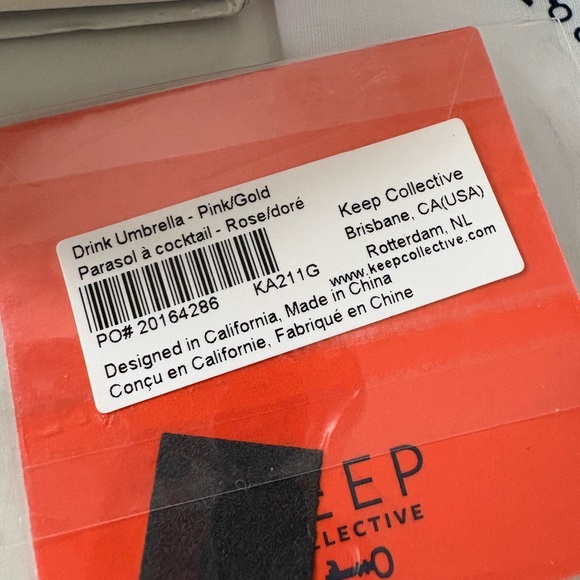 Drink Umbrella - Pink/Gold
Parasol à cocktail - Rose/doré
KA211G
PO# 20164286
Designed in California, Made in China
Conçu en Californie, Fabriqué en Chine
Keep Collective
Brisbane, CA(USA)
Rotterdam, NL
www.keepcollective.com
EEP
LLECTIVE